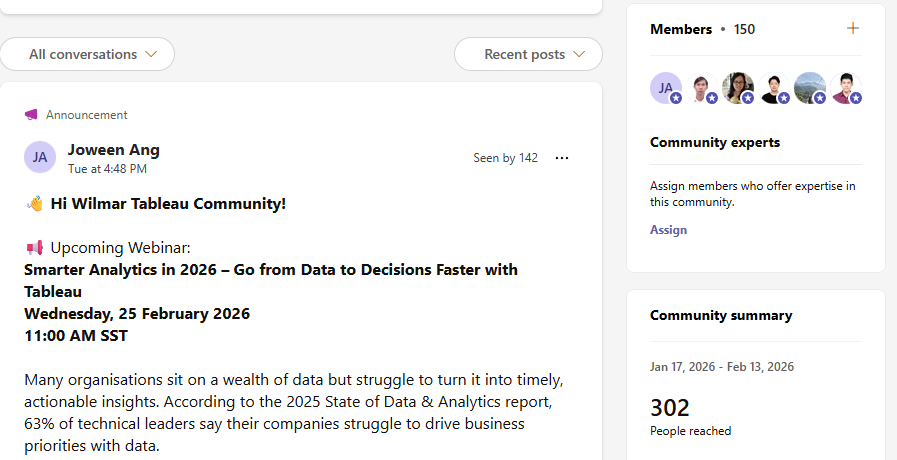 All conversations
Recent posts
Announcement
JA
Joween Ang
Tue at 4:48 PM
Seen by 142
Hi Wilmar Tableau Community!
Upcoming Webinar:
Smarter Analytics in 2026 – Go from Data to Decisions Faster with
Tableau
Wednesday, 25 February 2026
11:00 AM SST
Many organisations sit on a wealth of data but struggle to turn it into timely,
actionable insights. According to the 2025 State of Data & Analytics report,
63% of technical leaders say their companies struggle to drive business
priorities with data.
Members • 150
JA
Community experts
Assign members who offer expertise in
this community.
Assign
Community summary
Jan 17, 2026 - Feb 13, 2026
302
People reached